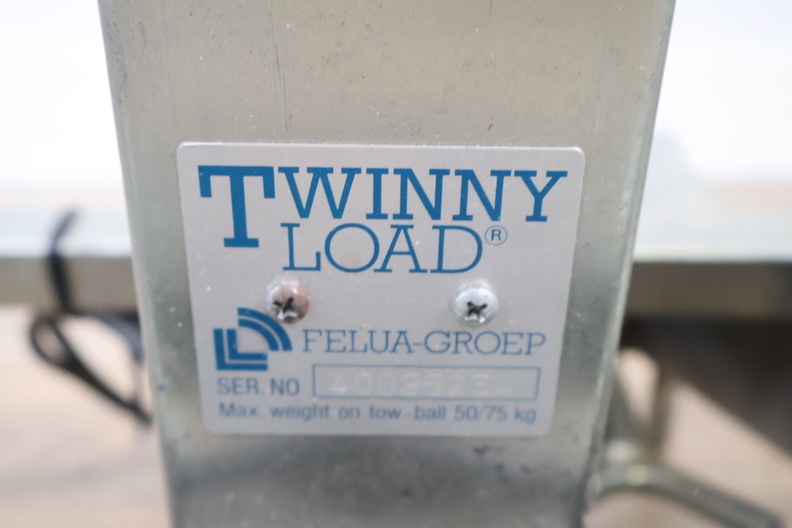 TWINNY
LOAD®
FELUA-GROEP
SER. NO
Max. weight on tow-ball 50/75 kg